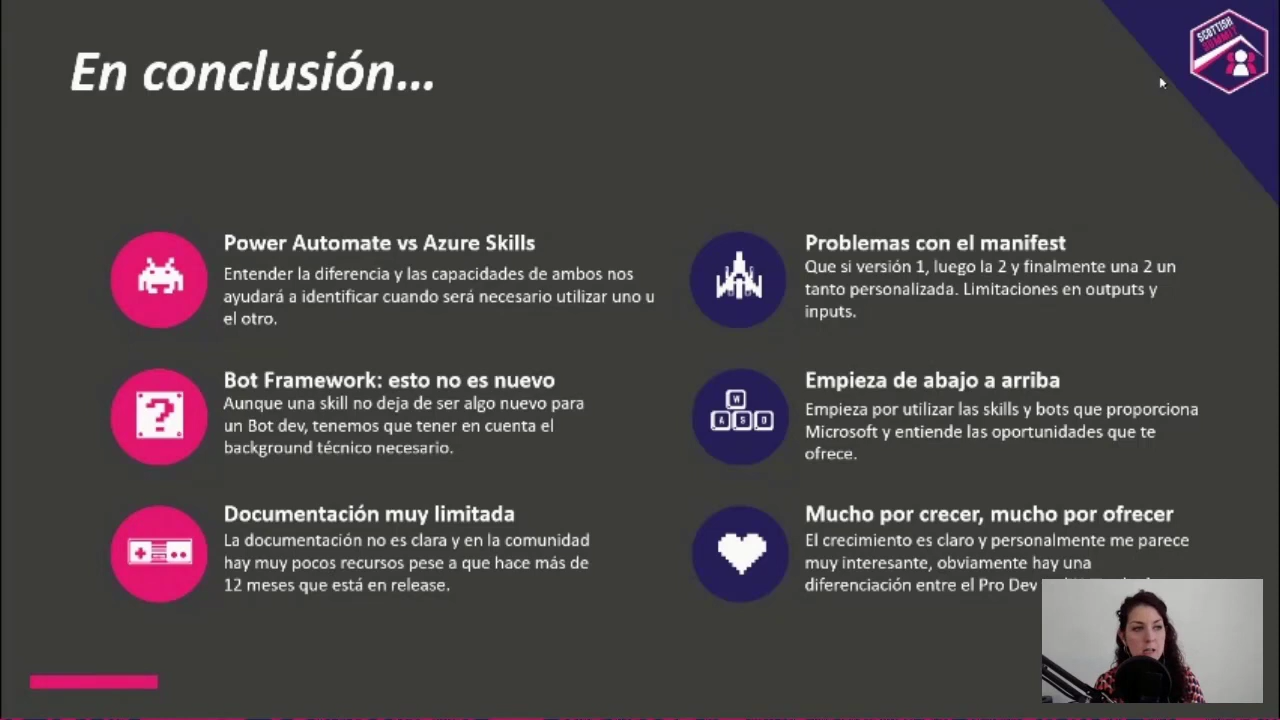 SCOTTISH
SUMMIT
En conclusión...
Power Automate vs Azure Skills
Entender la diferencia y las capacidades de ambos nos
ayudará a identificar cuando será necesario utilizar uno u
el otro.
Bot Framework: esto no es nuevo
Aunque una skill no deja de ser algo nuevo para
un Bot dev, tenemos que tener en cuenta el
background técnico necesario.
Documentación muy limitada
La documentación no es clara y en la comunidad
hay muy pocos recursos pese a que hace más de
12 meses que está en release.
Problemas con el manifest
Que si versión 1, luego la 2 y finalmente una 2 un
tanto personalizada. Limitaciones en outputs y
inputs.
W
A S D
Empieza de abajo a arriba
Empieza por utilizar las skills y bots que proporciona
Microsoft y entiende las oportunidades que te
ofrece.
Mucho por crecer, mucho por ofrecer
El crecimiento es claro y personalmente me parece
muy interesante, obviamente hay una
diferenciación entre el Pro Dev